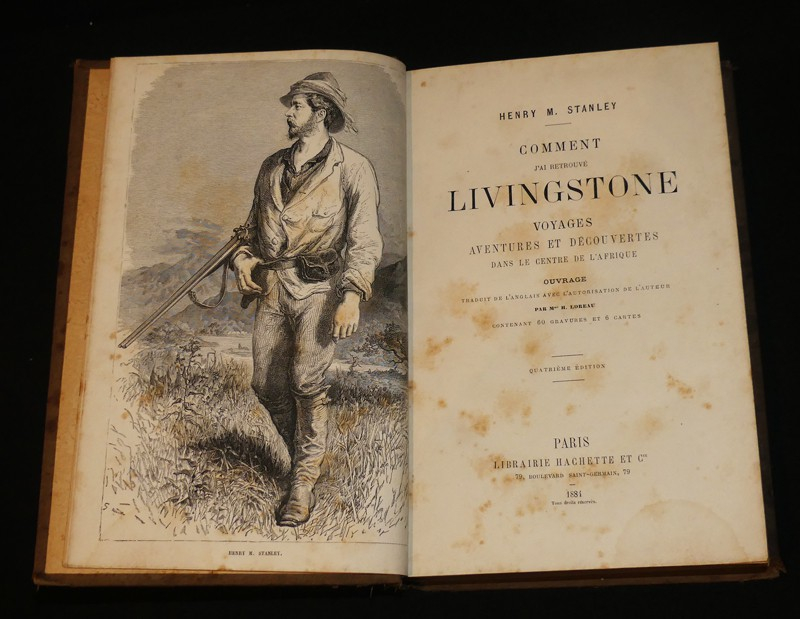 HENRY M. STANLEY.
HENRY M. STANLEY
COMMENT
J'AI RETROUVÉ
LIVINGSTONE
VOYAGES
AVENTURES ET DÉCOUVERTES
DANS LE CENTRE DE L'AFRIQUE
OUVRAGE
TRADUIT DE L'ANGLAIS AVEC L'AUTORISATION DE L'AUTEUR
PAR Mme H. LOREAU
CONTENANT 60 GRAVURES ET 6 CARTES
QUATRIÈME ÉDITION
PARIS
LIBRAIRIE HACHETTE ET Cie
79, BOULEVARD SAINT-GERMAIN, 79
1884
Tous droits réservés.